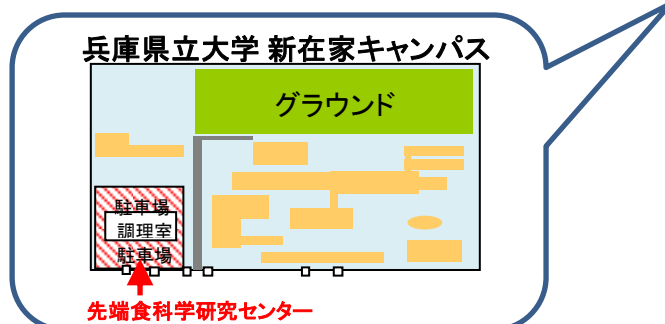 兵庫県立大学 新在家キャンパス
グラウンド
駐車場
調理室
駐車場
先端食科学研究センター